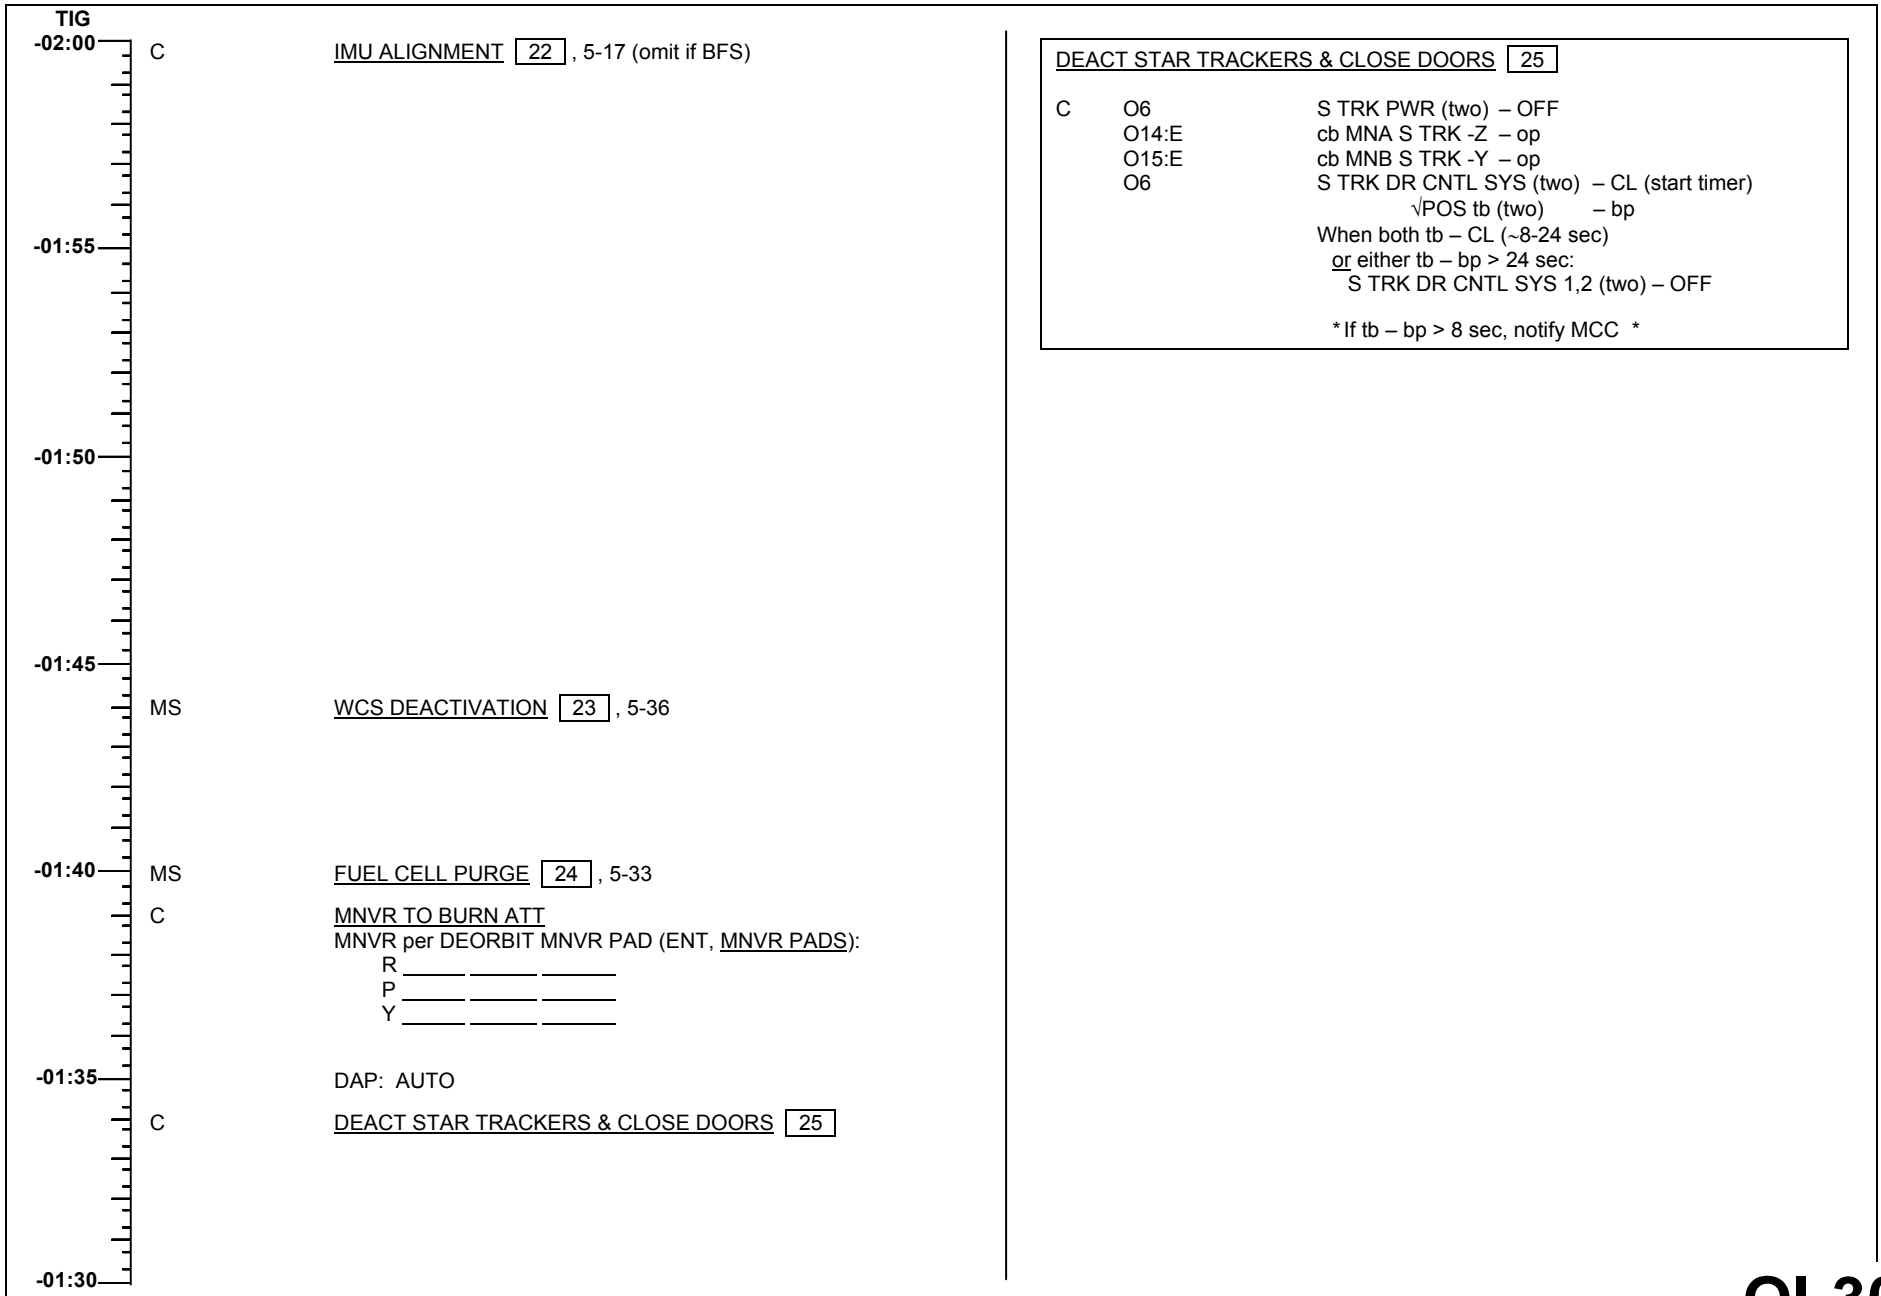 TIG
-02:00
C IMU ALIGNMENT 22 , 5-17 (omit if BFS)
-01:55
-01:50
-01:45
MS WCS DEACTIVATION 23 , 5-36
-01:40
MS FUEL CELL PURGE 24 , 5-33
C MNVR TO BURN ATT
MNVR per DEORBIT MNVR PAD (ENT, MNVR PADS):
R
P
Y
-01:35
DAP: AUTO
C DEACT STAR TRACKERS & CLOSE DOORS 25
-01:30
DEACT STAR TRACKERS & CLOSE DOORS 25
C O6 S TRK PWR (two) – OFF
O14:E cb MNA S TRK -Z – op
O15:E cb MNB S TRK -Y – op
O6 S TRK DR CNTL SYS (two) – CL (start timer)
√POS tb (two) – bp
When both tb – CL (~8-24 sec)
or either tb – bp > 24 sec:
S TRK DR CNTL SYS 1,2 (two) – OFF
* If tb – bp > 8 sec, notify MCC *